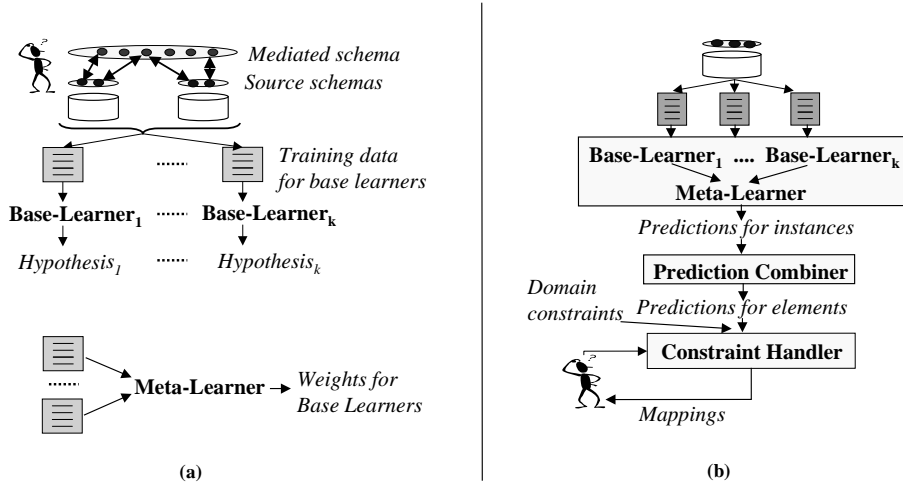 Mediated schema
Source schemas
Training data
for base learners
Base-Learner1 ...... Base-Learnerk
Hypothesis1 ...... Hypothesisk
Meta-Learner
Weights for
Base Learners
(a)
Base-Learner1 .... Base-Learnerk
Meta-Learner
Predictions for instances
Prediction Combiner
Domain
constraints
Predictions for elements
Constraint Handler
Mappings
(b)